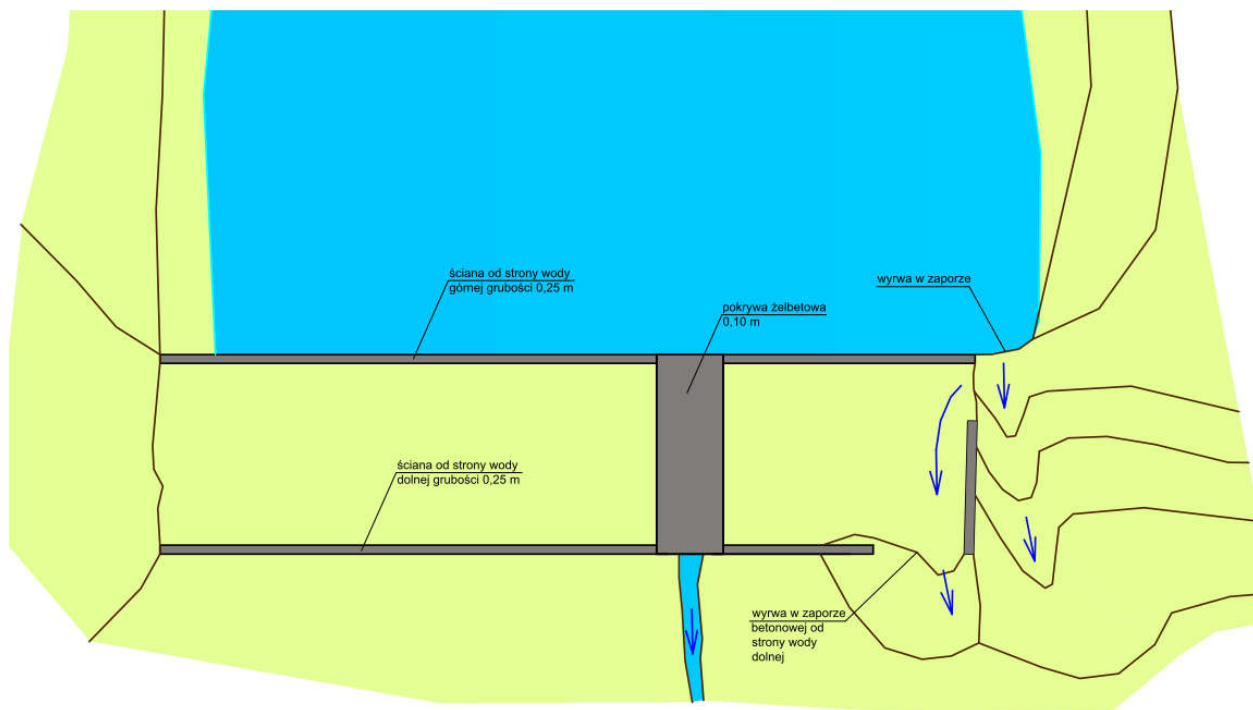 ściana od strony wody
górnej grubości 0,25 m
wyrwa w zaporze
pokrywa żelbetowa
0,10 m
ściana od strony wody
dolnej grubości 0,25 m
wyrwa w zaporze
betonowej od
strony wody
dolnej